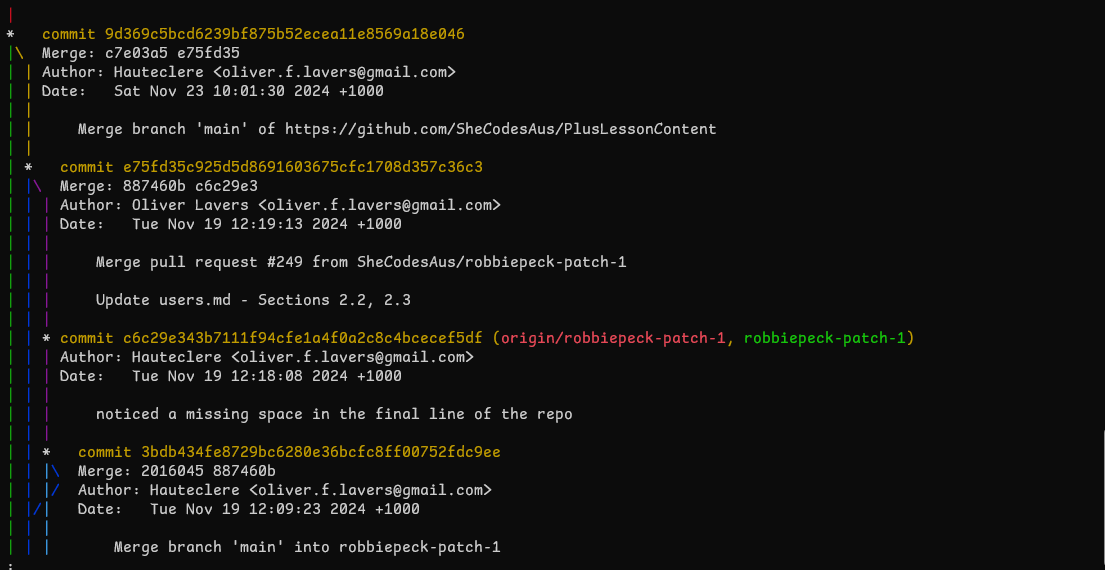 * commit 9d369c5bcd6239bf875b52ecea11e8569a18e046
|\ Merge: c7e03a5 e75fd35
| | Author: Hauteclere <oliver.f.lavers@gmail.com>
| | Date:   Sat Nov 23 10:01:30 2024 +1000
| | Merge branch 'main' of https://github.com/SheCodesAus/PlusLessonContent
| * commit e75fd35c925d5d8691603675cfc1708d357c36c3
| |\ Merge: 887460b c6c29e3
| | | Author: Oliver Lavers <oliver.f.lavers@gmail.com>
| | | Date:   Tue Nov 19 12:19:13 2024 +1000
| | | Merge pull request #249 from SheCodesAus/robbiepeck-patch-1
| | | Update users.md - Sections 2.2, 2.3
| | * commit c6c29e343b7111f94cfe1a4f0a2c8c4bcecef5df (origin/robbiepeck-patch-1, robbiepeck-patch-1)
| | | Author: Hauteclere <oliver.f.lavers@gmail.com>
| | | Date:   Tue Nov 19 12:18:08 2024 +1000
| | | noticed a missing space in the final line of the repo
| | * commit 3bdb434fe8729bc6280e36bcfc8ff00752fdc9ee
| | |\ Merge: 2016045 887460b
| | |/ Author: Hauteclere <oliver.f.lavers@gmail.com>
| |/| Date:   Tue Nov 19 12:09:23 2024 +1000
| | | Merge branch 'main' into robbiepeck-patch-1
: